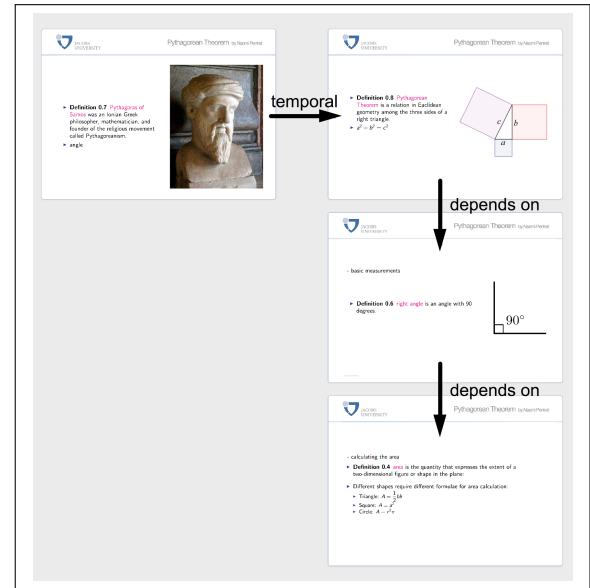 JACOBS
UNIVERSITY
Pythagorean Theorem by Naomi Pentrel
▸ Definition 0.7 Pythagoras of
Samos was an Ionian Greek
philosopher, mathematician, and
founder of the religious movement
called Pythagoreanism.
▸ angle
temporal
JACOBS
UNIVERSITY
Pythagorean Theorem by Naomi Pentrel
▸ Definition 0.8 Pythagorean
Theorem is a relation in Euclidean
geometry among the three sides of a
right triangle.
▸ a² = b² − c²
c
b
a
depends on
JACOBS
UNIVERSITY
Pythagorean Theorem by Naomi Pentrel
- basic measurements
▸ Definition 0.6 right angle is an angle with 90
degrees.
90°
depends on
JACOBS
UNIVERSITY
Pythagorean Theorem by Naomi Pentrel
- calculating the area
▸ Definition 0.4 area is the quantity that expresses the extent of a
two-dimensional figure or shape in the plane:
▸ Different shapes require different formulae for area calculation:
▸ Triangle: A = 1/2 bh
▸ Square: A = a²
▸ Circle: A = r²π